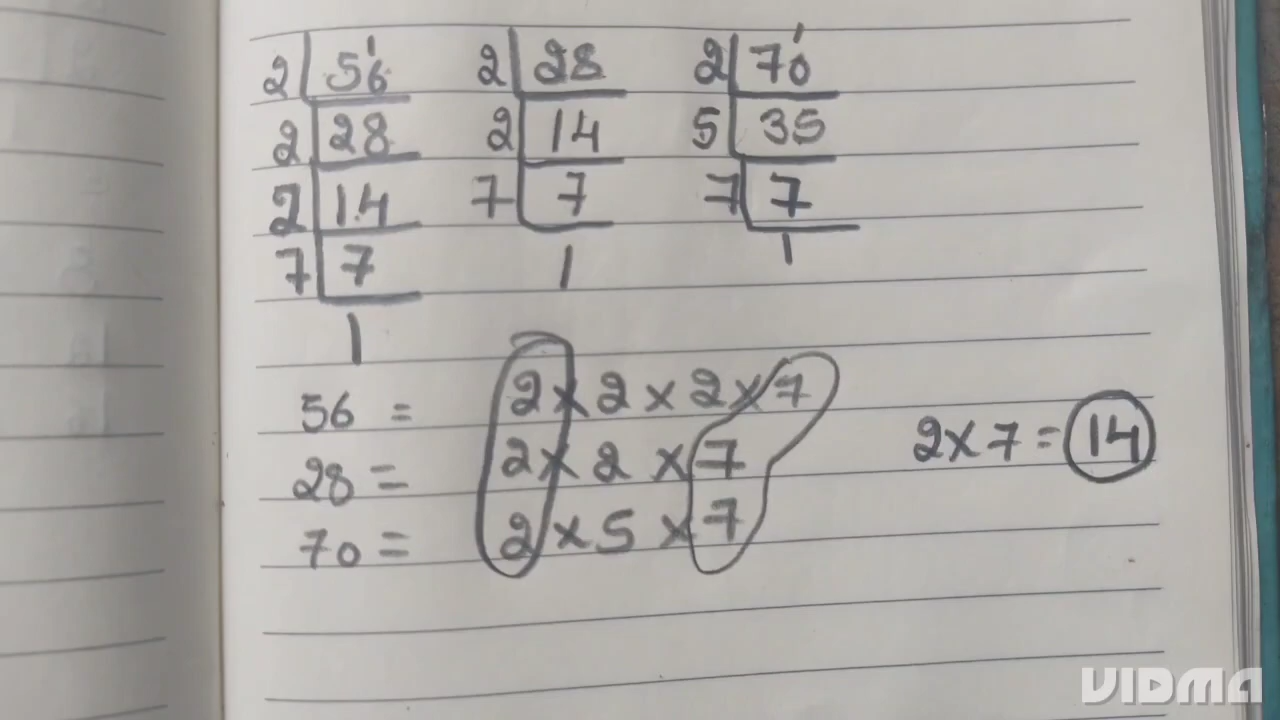 2 56 2 28 2 70
2 28 2 14 5 35
2 14 7 7 7 7
7 7 1 1
1
56 = 2 × 2 × 2 × 7
28 = 2 × 2 × 7 2 × 7 = 14
70 = 2 × 5 × 7
VIDMA